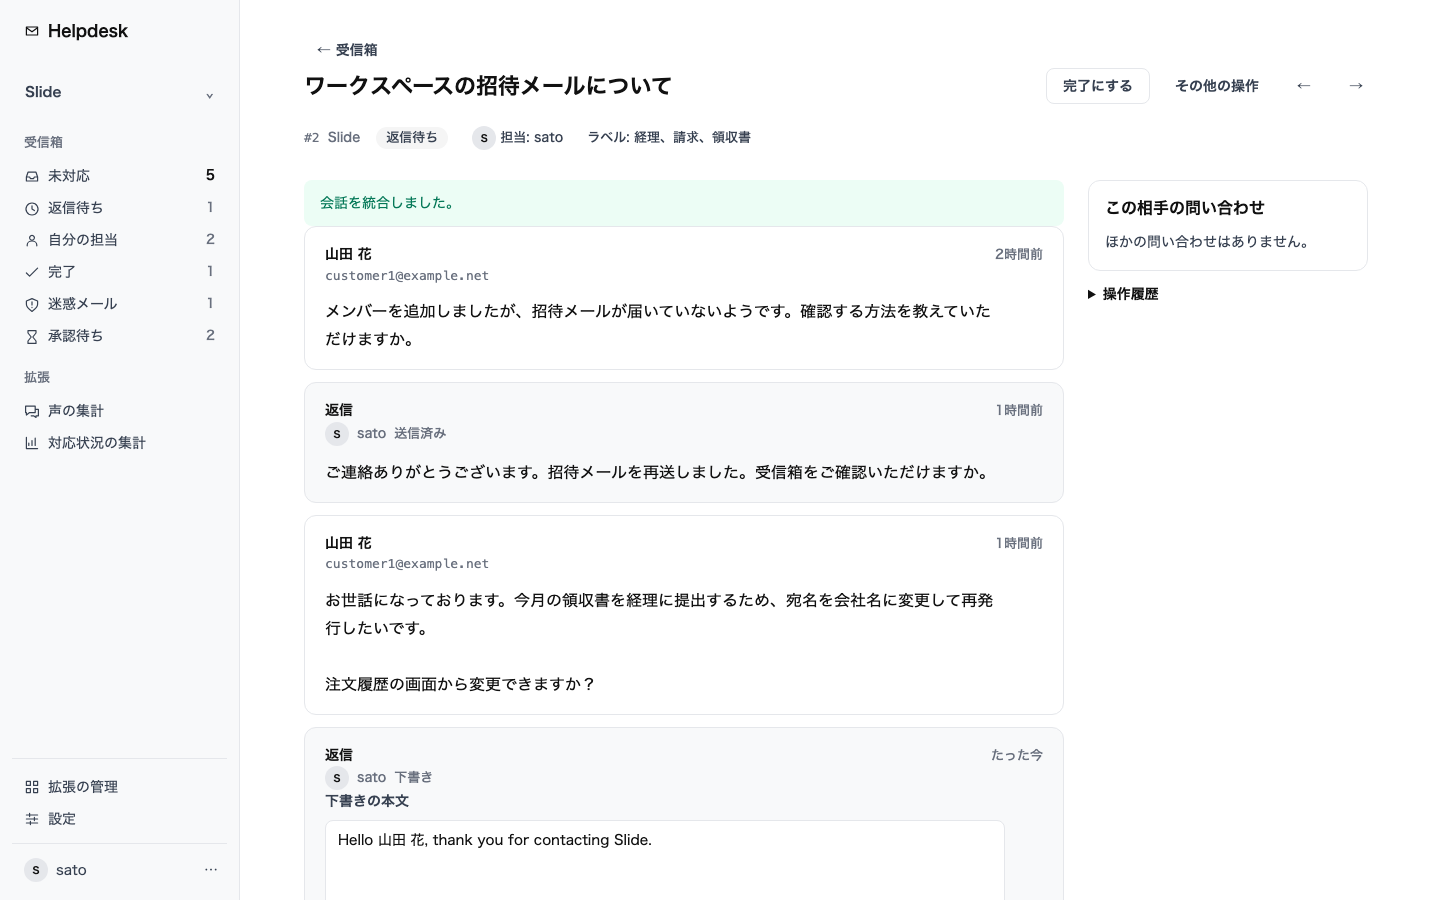 Helpdesk
Slide
受信箱
未対応 5
返信待ち 1
自分の担当 2
完了 1
迷惑メール 1
承認待ち 2
拡張
声の集計
対応状況の集計
拡張の管理
設定
s sato ···
← 受信箱
ワークスペースの招待メールについて
完了にする その他の操作 ← →
#2 Slide 返信待ち s 担当: sato ラベル: 経理、請求、領収書
会話を統合しました。
山田 花 2時間前
customer1@example.net
メンバーを追加しましたが、招待メールが届いていないようです。確認する方法を教えていた
だけますか。
返信 1時間前
s sato 送信済み
ご連絡ありがとうございます。招待メールを再送しました。受信箱をご確認いただけますか。
山田 花 1時間前
customer1@example.net
お世話になっております。今月の領収書を経理に提出するため、宛名を会社名に変更して再発
行したいです。
注文履歴の画面から変更できますか？
返信 たった今
s sato 下書き
下書きの本文
Hello 山田 花, thank you for contacting Slide.
この相手の問い合わせ
ほかの問い合わせはありません。
▶ 操作履歴